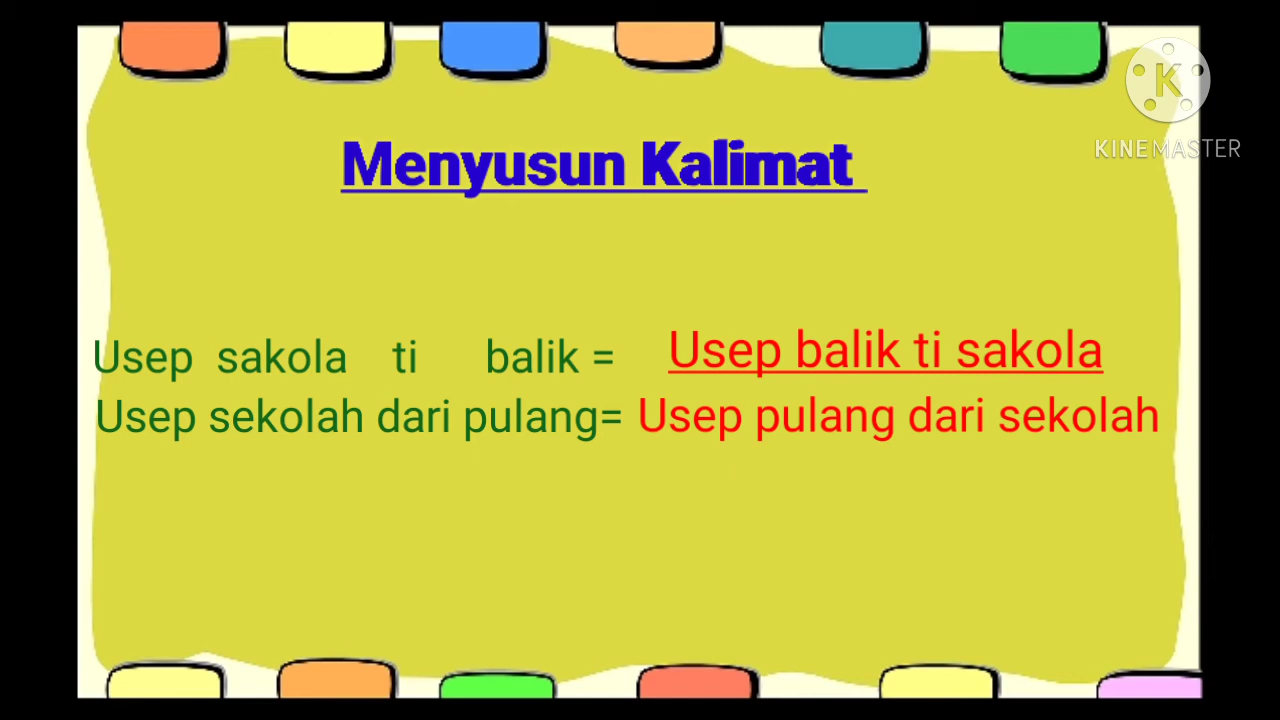 Menyusun Kalimat
KINEMASTER
Usep sakola ti balik = Usep balik ti sakola
Usep sekolah dari pulang= Usep pulang dari sekolah